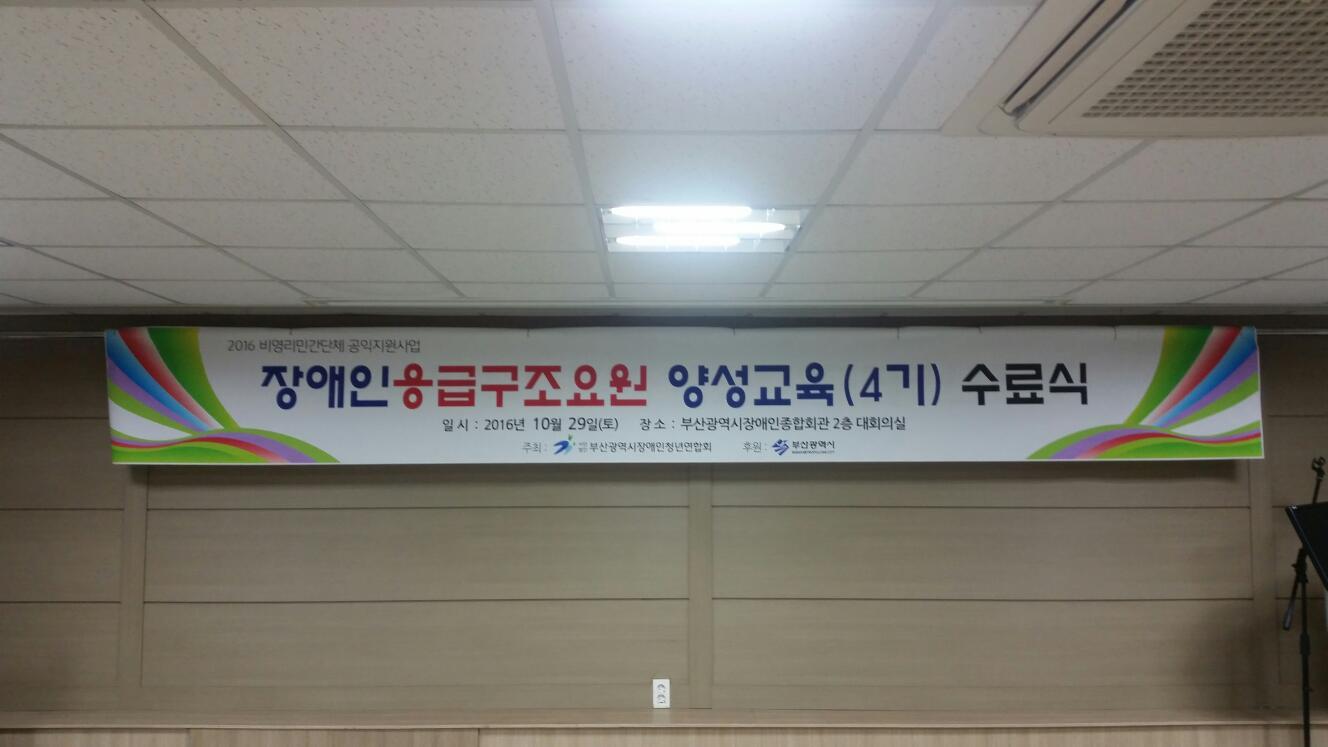 2016 비영리민간단체 공익지원사업
장애인응급구조요원 양성교육(4기) 수료식
일 시 : 2016년 10월 29일(토) 장 소 : 부산광역시장애인종합회관 2층 대회의실
주최 : 부산광역시장애인청년연합회 후원 : 부산광역시